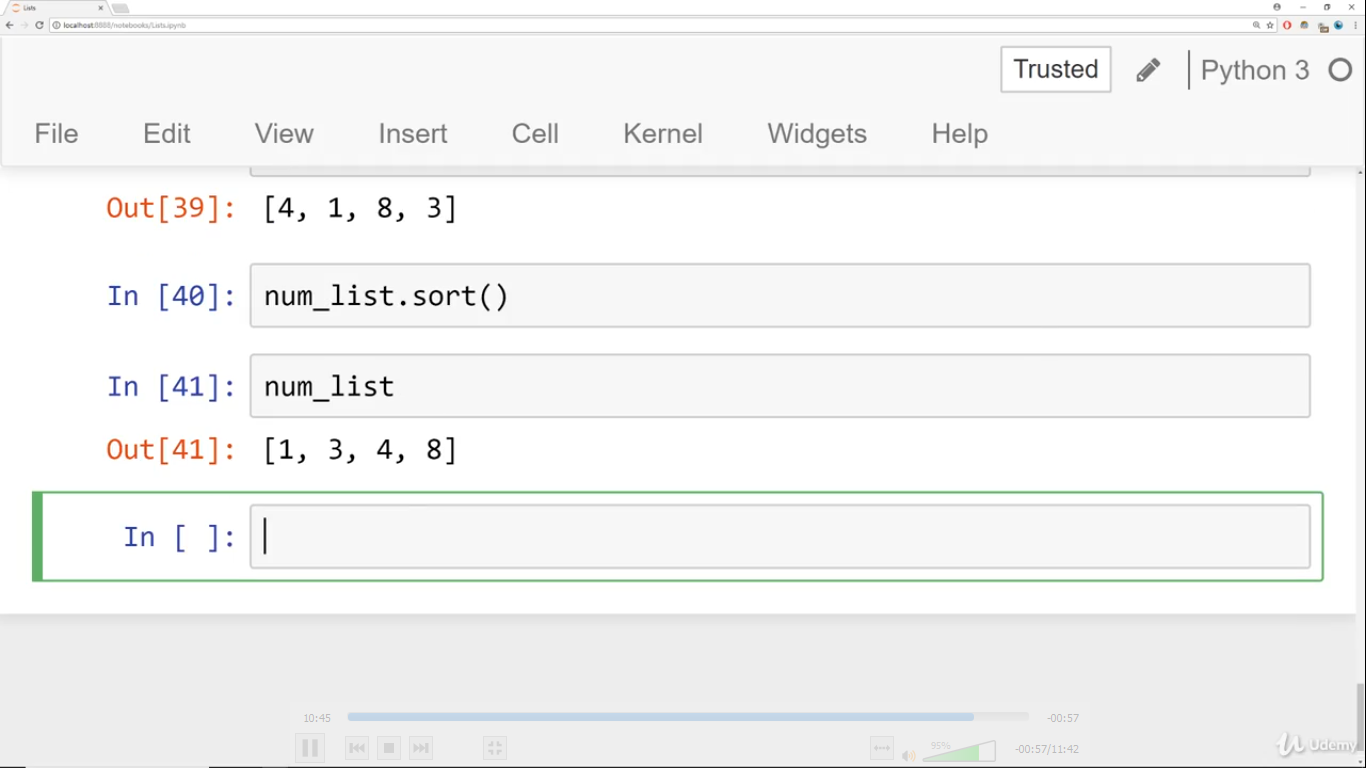 Lists
localhost:8888/notebooks/Lists.ipynb
Trusted
Python 3
File Edit View Insert Cell Kernel Widgets Help
Out[39]: [4, 1, 8, 3]
In [40]: num_list.sort()
In [41]: num_list
Out[41]: [1, 3, 4, 8]
In [ ]:
10:45 -00:57
95% -00:57/11:42
Udemy